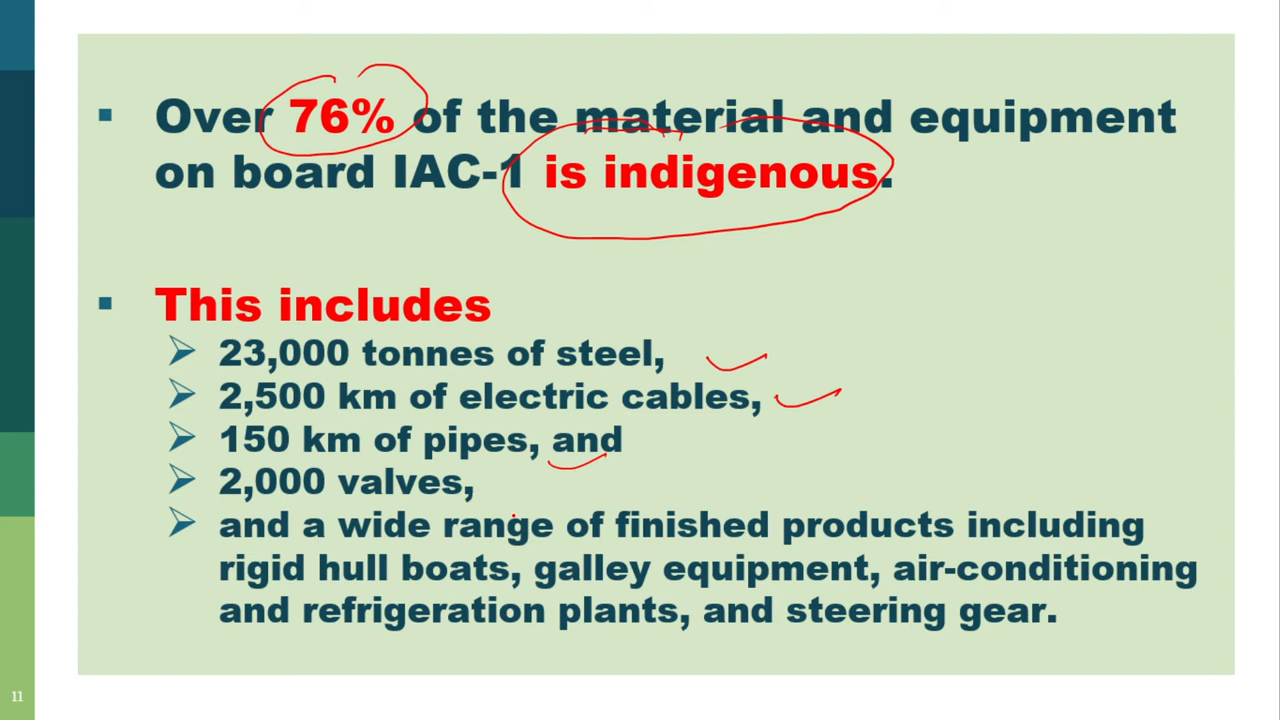 ▪ Over 76% of the material and equipment
on board IAC-1 is indigenous.
▪ This includes
➢ 23,000 tonnes of steel,
➢ 2,500 km of electric cables,
➢ 150 km of pipes, and
➢ 2,000 valves,
➢ and a wide range of finished products including
rigid hull boats, galley equipment, air-conditioning
and refrigeration plants, and steering gear.
11